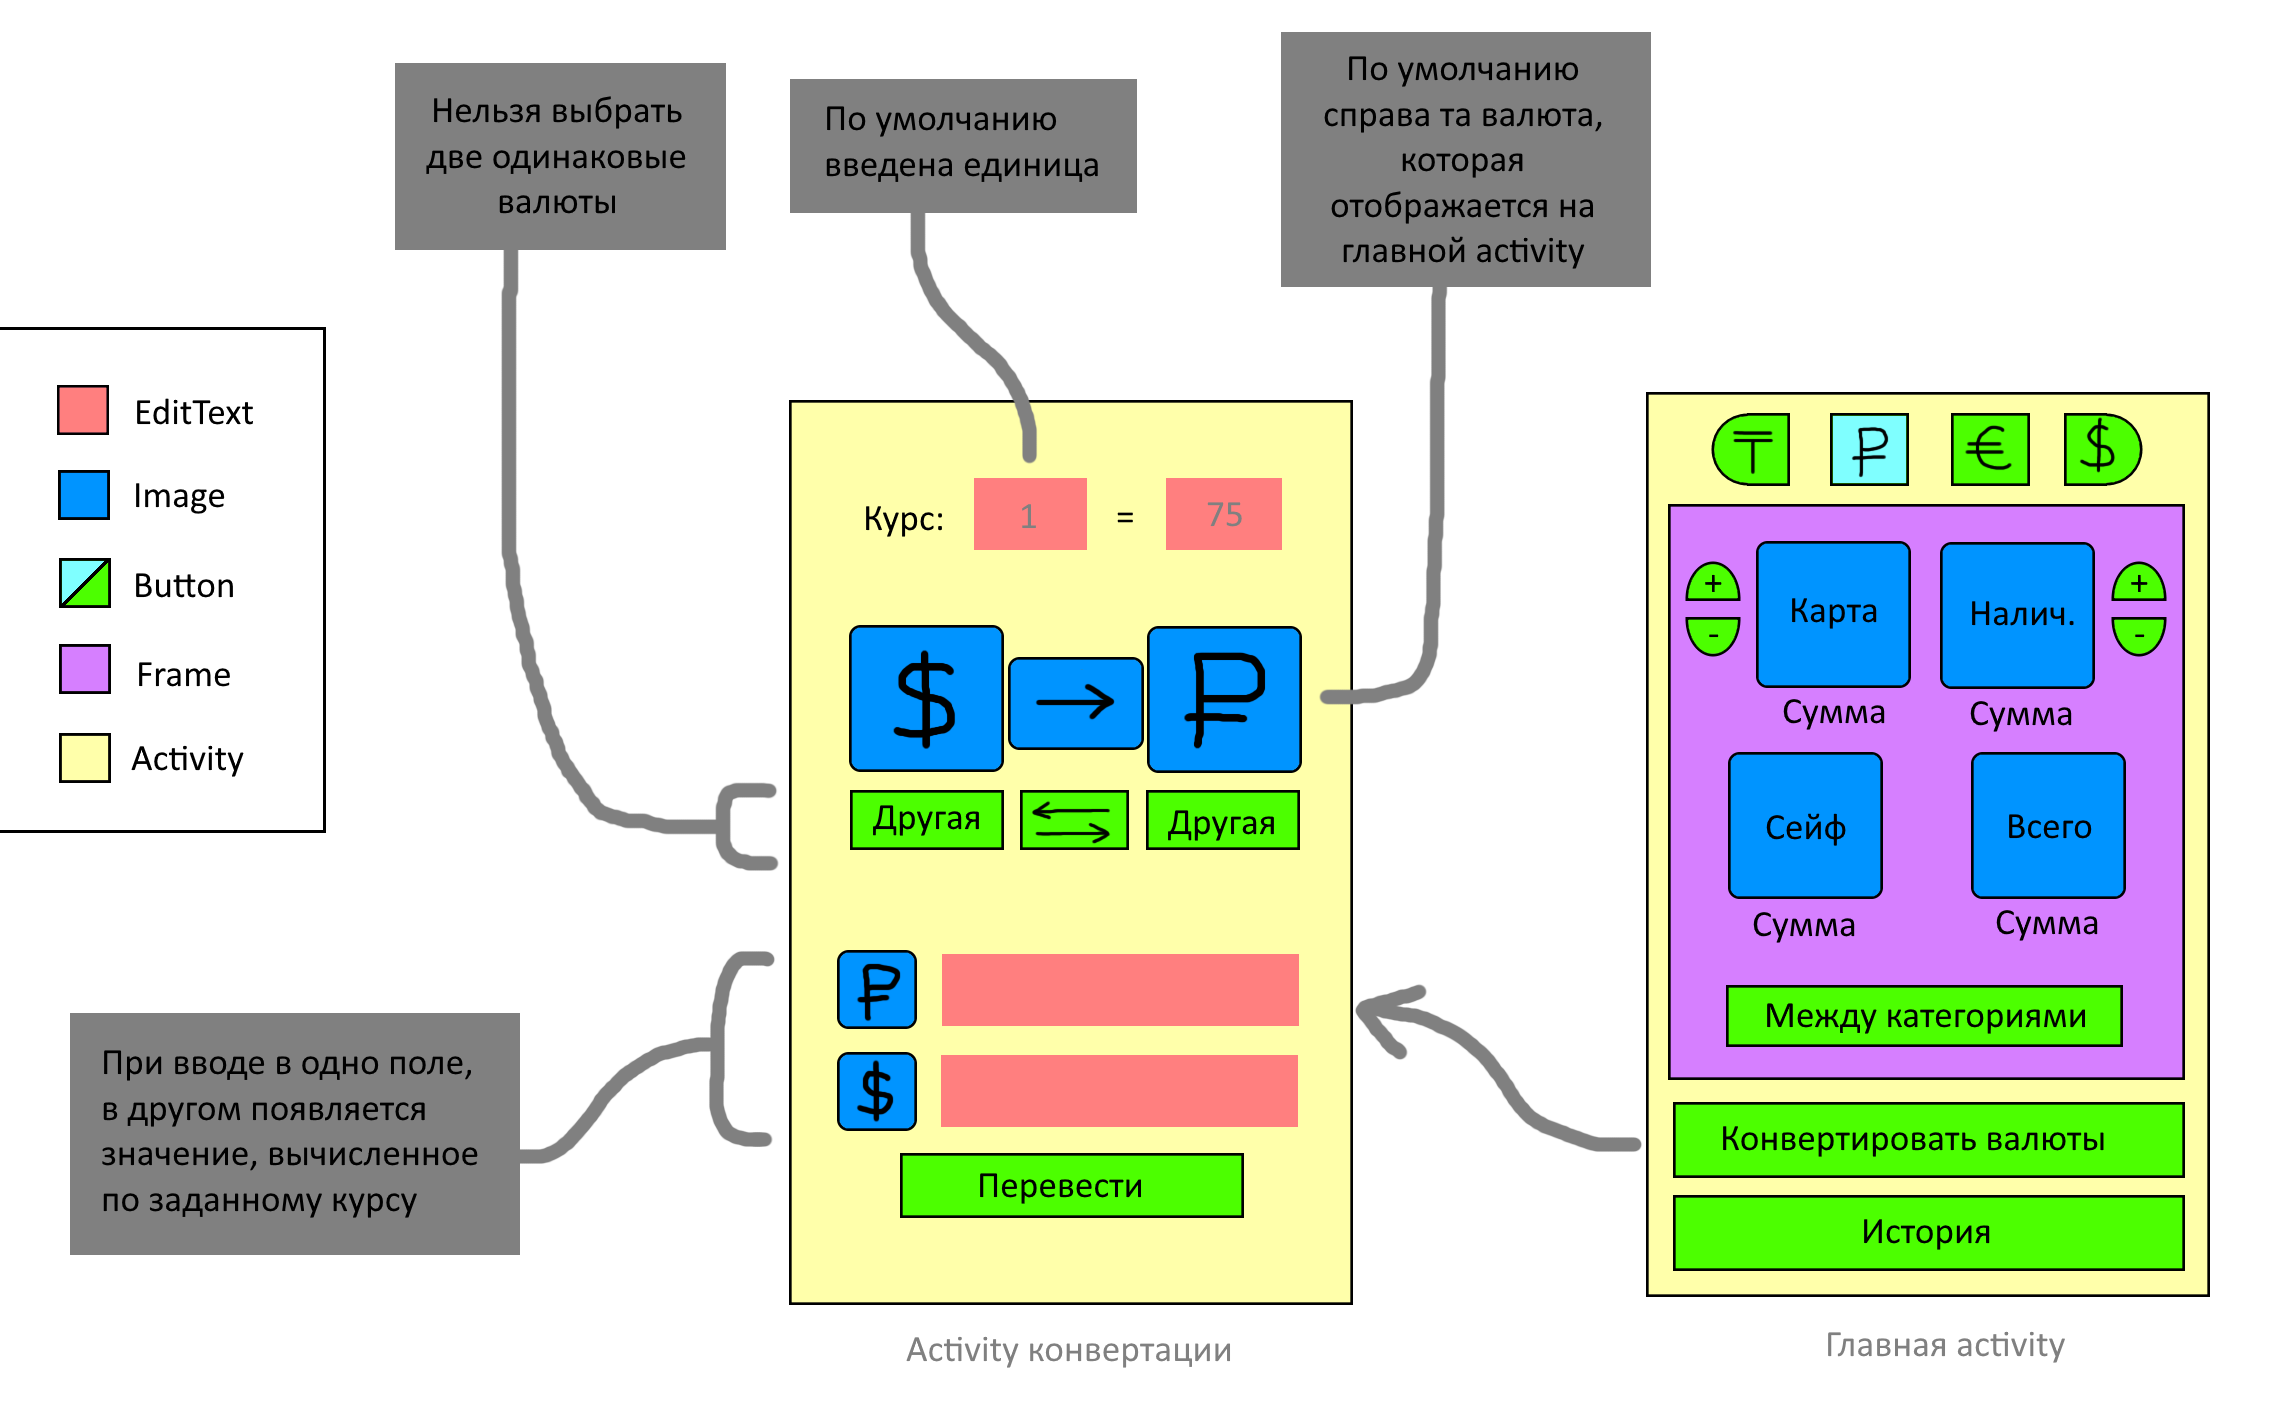 Нельзя выбрать
две одинаковые
валюты
По умолчанию
введена единица
По умолчанию
справа та валюта,
которая
отображается на
главной activity
EditText
Image
Button
Frame
Activity
Курс: 1 = 75
$ → ₽
Другая Другая
₽
$
Перевести
При вводе в одно поле,
в другом появляется
значение, вычисленное
по заданному курсу
Activity конвертации
₸ ₽ € $
+ Карта Налич. +
- -
Сумма Сумма
Сейф Всего
Сумма Сумма
Между категориями
Конвертировать валюты
История
Главная activity